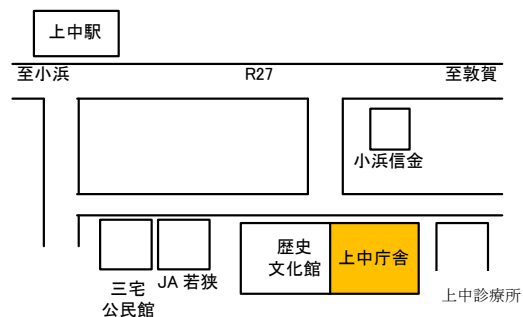 上中駅
至小浜
R27
至敦賀
小浜信金
歴史
文化館
上中庁舎
三宅
公民館
JA 若狭
上中診療所